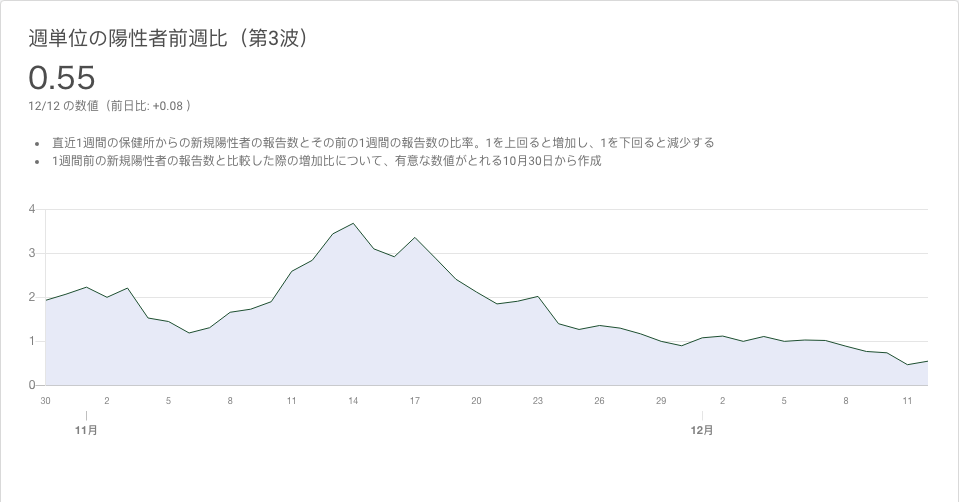 週単位の陽性者前週比（第3波）
0.55
12/12 の数値（前日比: +0.08 ）
• 直近1週間の保健所からの新規陽性者の報告数とその前の1週間の報告数の比率。1を上回ると増加し、1を下回ると減少する
• 1週間前の新規陽性者の報告数と比較した際の増加比について、有意な数値がとれる10月30日から作成
4
3
2
1
0
30 2 5 8 11 14 17 20 23 26 29 2 5 8 11
11月 12月